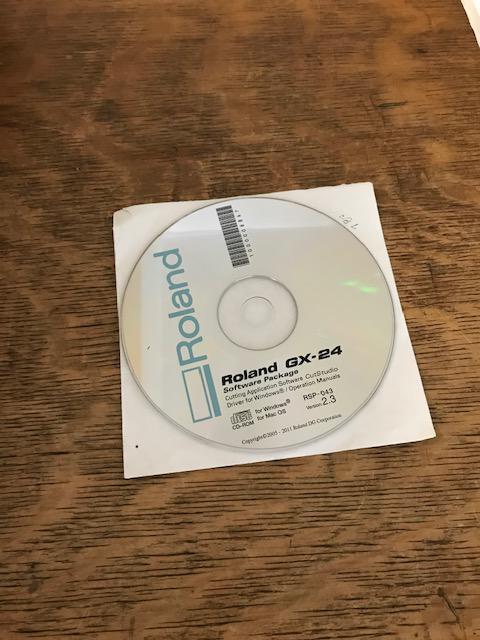 Roland
Roland GX-24
Software Package
Cutting Application Software CutStudio
Driver for Windows® / Operation Manuals
for Windows®
for Mac OS
CD-ROM
RSP-043
Version 2.3
Copyright©2005 - 2011 Roland DG Corporation